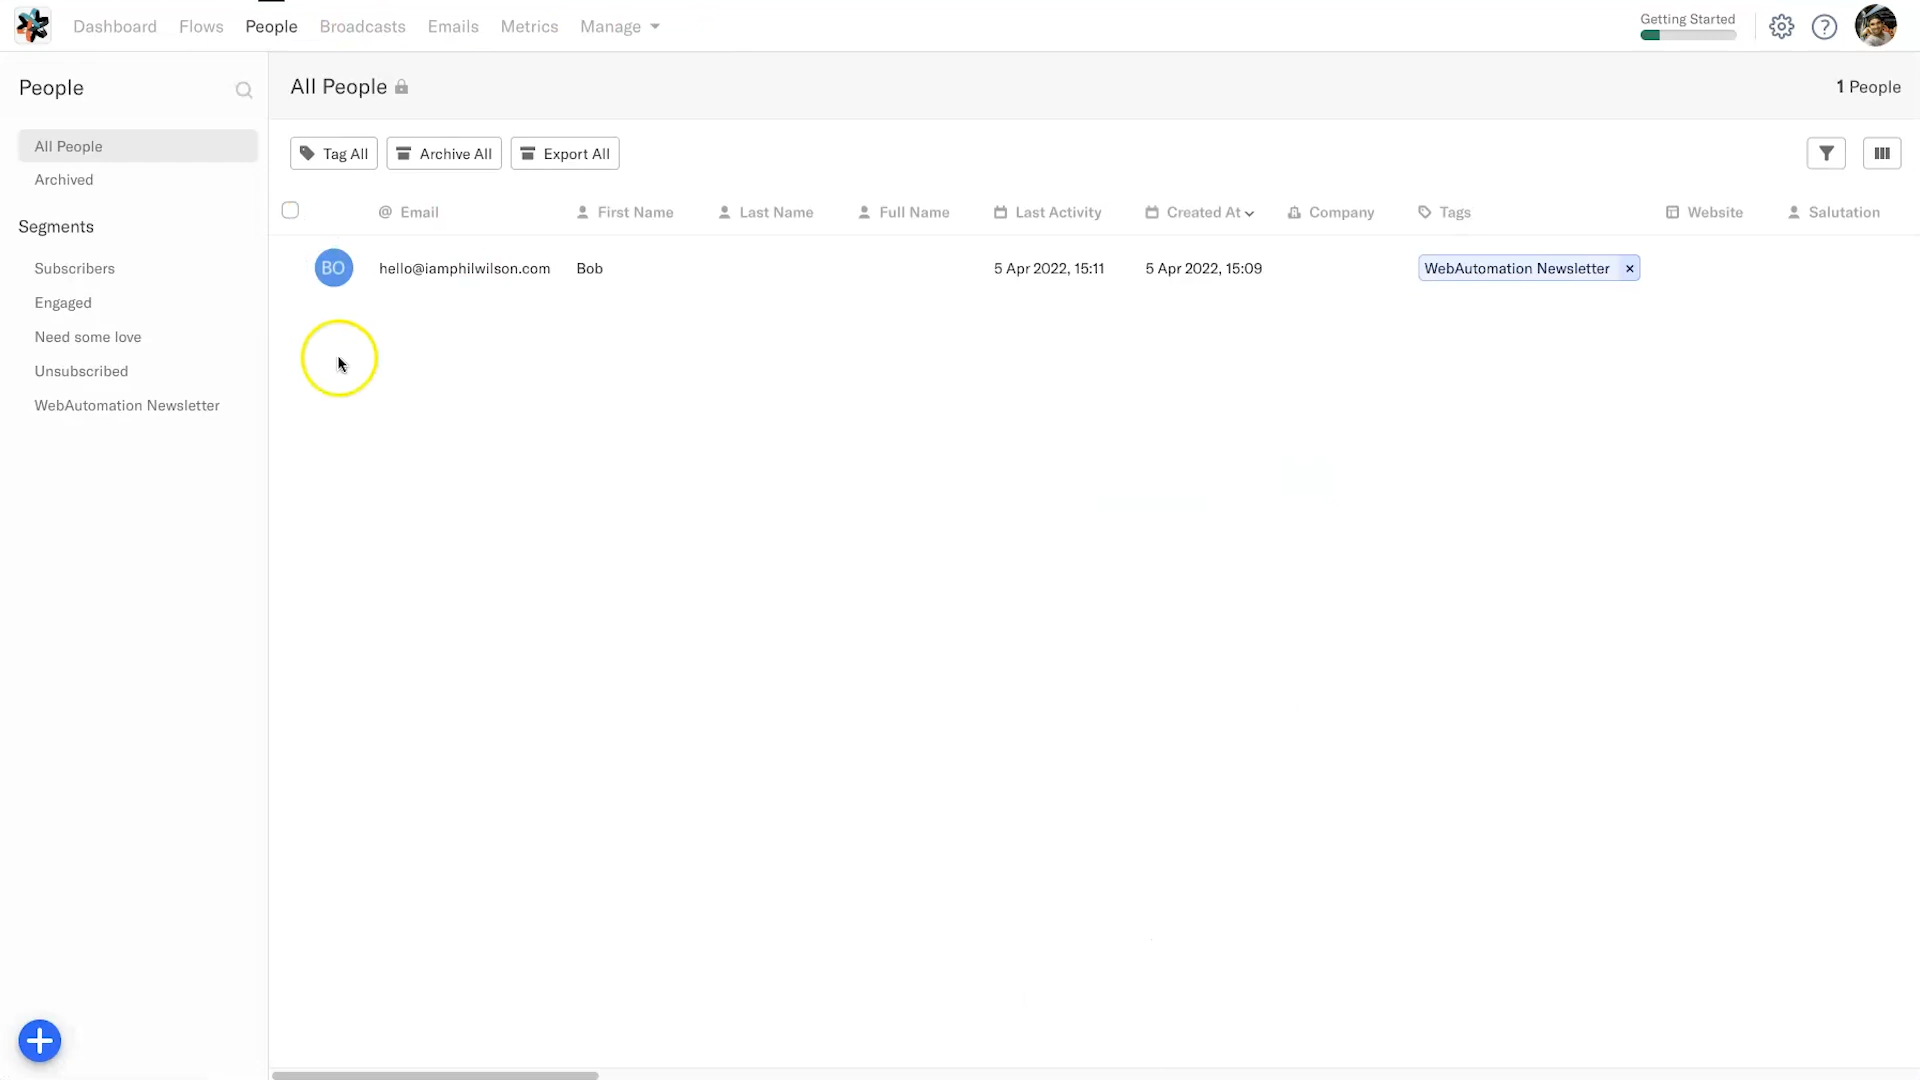 Dashboard Flows People Broadcasts Emails Metrics Manage
Getting Started
People
All People
1 People
All People
Archived
Segments
Subscribers
Engaged
Need some love
Unsubscribed
WebAutomation Newsletter
Tag All Archive All Export All
@ Email First Name Last Name Full Name Last Activity Created At Company Tags Website Salutation
BO hello@iamphilwilson.com Bob 5 Apr 2022, 15:11 5 Apr 2022, 15:09 WebAutomation Newsletter ×